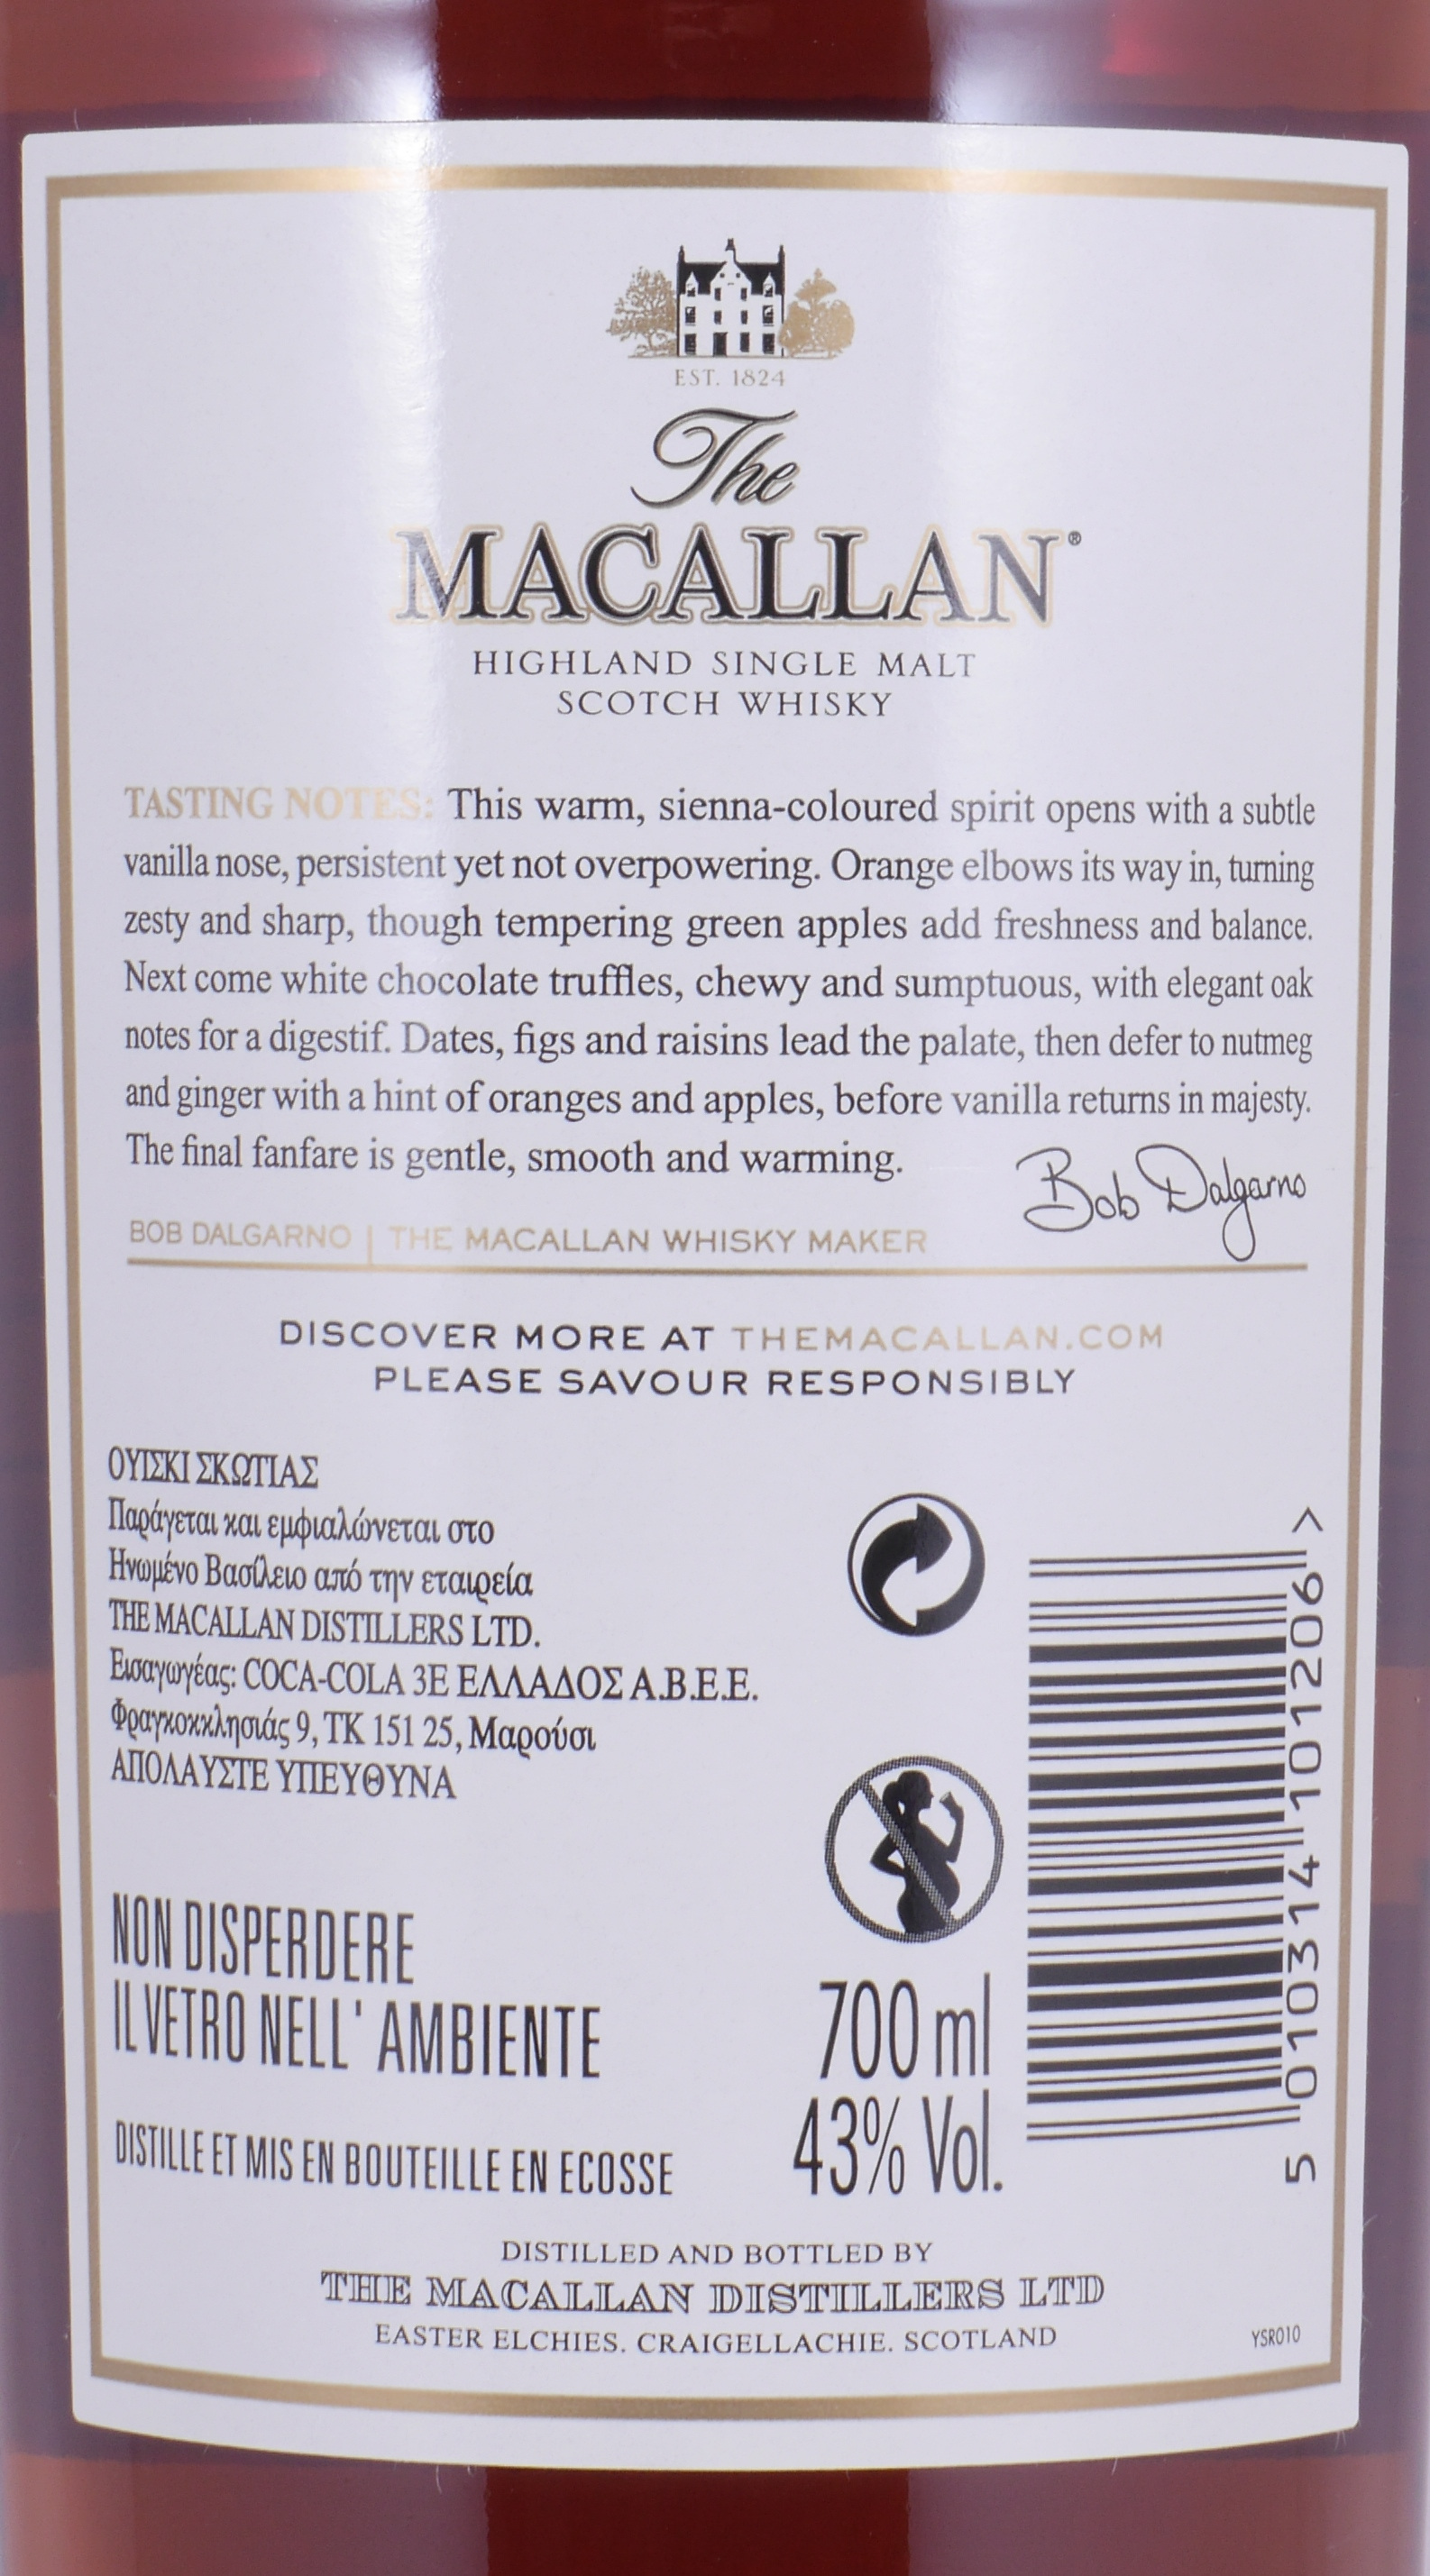 EST. 1824
The
MACALLAN®
HIGHLAND SINGLE MALT
SCOTCH WHISKY
TASTING NOTES: This warm, sienna-coloured spirit opens with a subtle
vanilla nose, persistent yet not overpowering. Orange elbows its way in, turning
zesty and sharp, though tempering green apples add freshness and balance.
Next come white chocolate truffles, chewy and sumptuous, with elegant oak
notes for a digestif. Dates, figs and raisins lead the palate, then defer to nutmeg
and ginger with a hint of oranges and apples, before vanilla returns in majesty.
The final fanfare is gentle, smooth and warming.
Bob Dalgarno
BOB DALGARNO | THE MACALLAN WHISKY MAKER
DISCOVER MORE AT THEMACALLAN.COM
PLEASE SAVOUR RESPONSIBLY
ΟΥΙΣΚΙ ΣΚΩΤΙΑΣ
Παράγεται και εμφιαλώνεται στο
Ηνωμένο Βασίλειο από την εταιρεία
THE MACALLAN DISTILLERS LTD.
Εισαγωγέας: COCA-COLA 3E ΕΛΛΑΔΟΣ Α.Β.Ε.Ε.
Φραγκοκκλησιάς 9, ΤΚ 151 25, Μαρούσι
ΑΠΟΛΑΥΣΤΕ ΥΠΕΥΘΥΝΑ
NON DISPERDERE
IL VETRO NELL' AMBIENTE
DISTILLE ET MIS EN BOUTEILLE EN ECOSSE
700 ml
43% Vol.
5 010314 101206 >
DISTILLED AND BOTTLED BY
THE MACALLAN DISTILLERS LTD
EASTER ELCHIES. CRAIGELLACHIE. SCOTLAND
YSR010